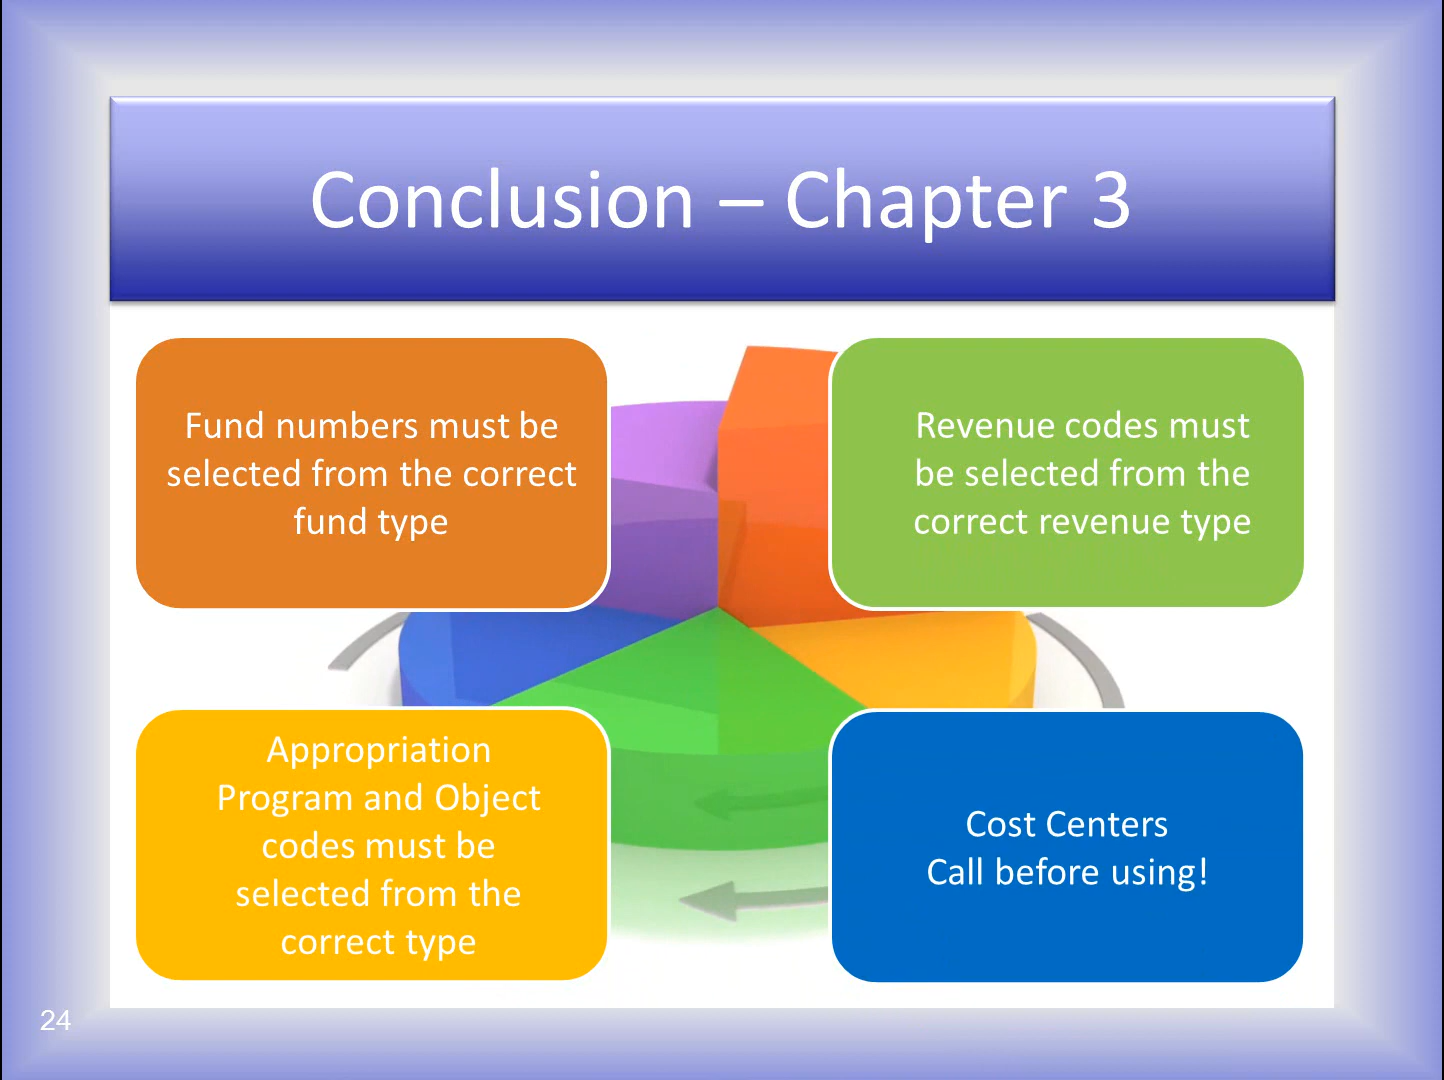 Conclusion – Chapter 3
Fund numbers must be
selected from the correct
fund type
Revenue codes must
be selected from the
correct revenue type
Appropriation
Program and Object
codes must be
selected from the
correct type
Cost Centers
Call before using!
24